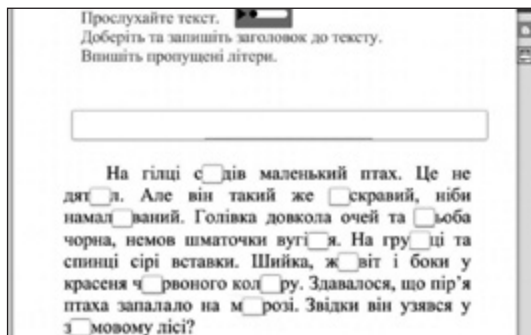 Прослухайте текст.
Доберіть та запишіть заголовок до тексту.
Впишіть пропущені літери.
На гілці с□дів маленький птах. Це не
дят□л. Але він такий же □скравий, ніби
намал□ваний. Голівка довкола очей та □ьоба
чорна, немов шматочки вугі□я. На гру□ці та
спинці сірі вставки. Шийка, ж□віт і боки у
красеня ч□рвоного кол□ру. Здавалося, що пір’я
птаха запалало на м□розі. Звідки він узявся у
з□мовому лісі?